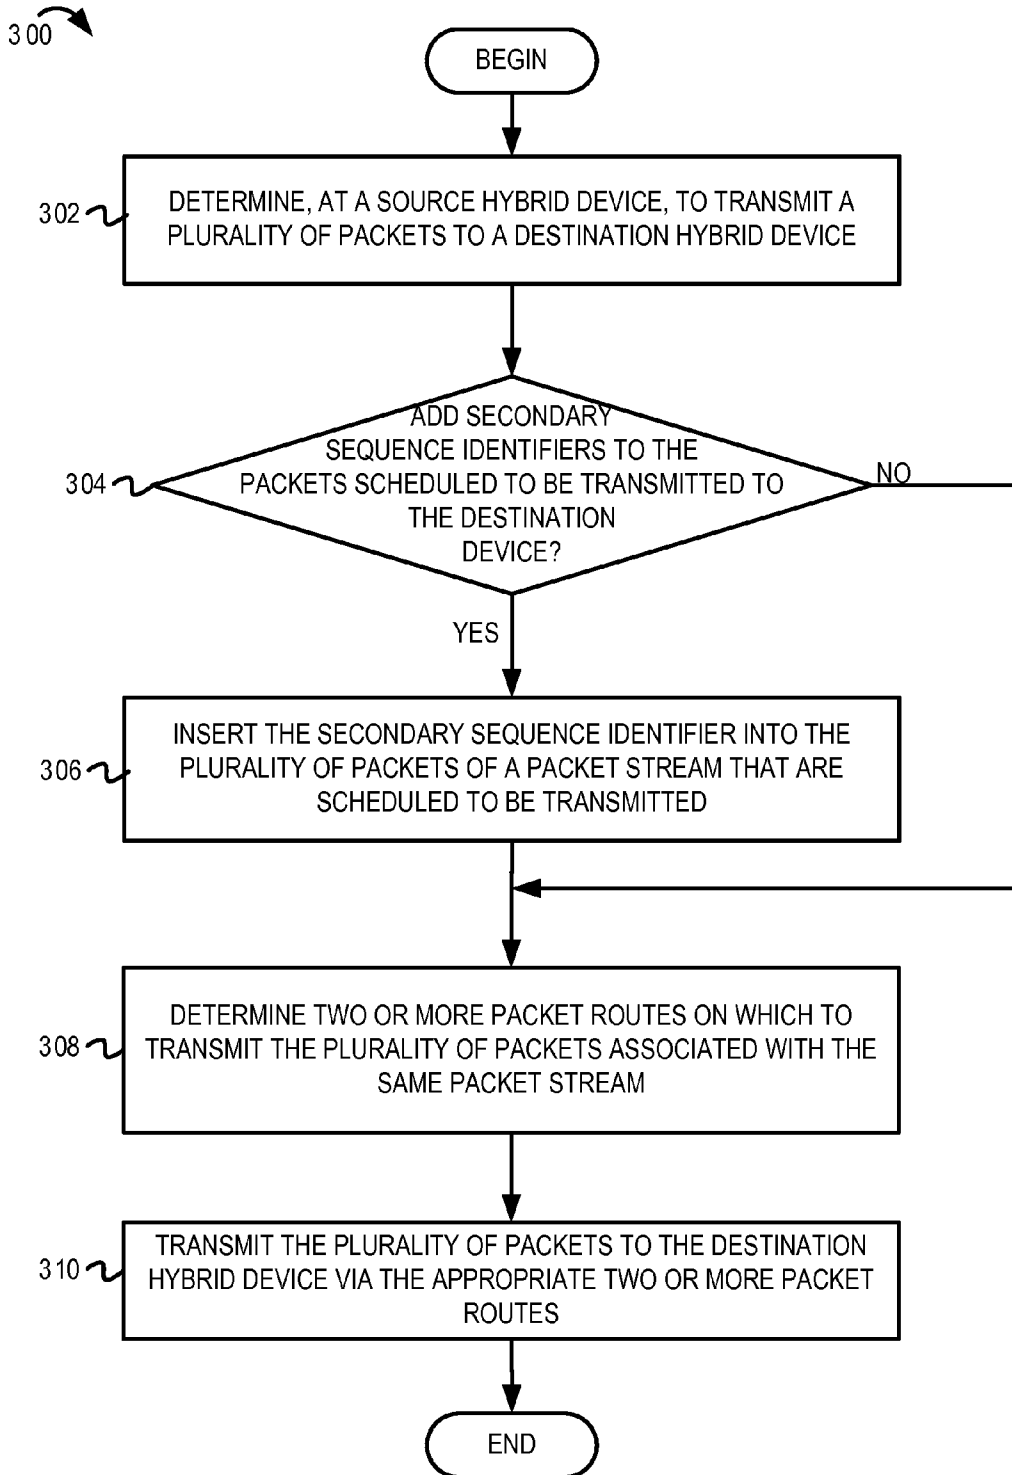 300
BEGIN
302
DETERMINE, AT A SOURCE HYBRID DEVICE, TO TRANSMIT A
PLURALITY OF PACKETS TO A DESTINATION HYBRID DEVICE
ADD SECONDARY
SEQUENCE IDENTIFIERS TO THE
PACKETS SCHEDULED TO BE TRANSMITTED TO
THE DESTINATION
DEVICE?
304
NO
YES
306
INSERT THE SECONDARY SEQUENCE IDENTIFIER INTO THE
PLURALITY OF PACKETS OF A PACKET STREAM THAT ARE
SCHEDULED TO BE TRANSMITTED
308
DETERMINE TWO OR MORE PACKET ROUTES ON WHICH TO
TRANSMIT THE PLURALITY OF PACKETS ASSOCIATED WITH THE
SAME PACKET STREAM
310
TRANSMIT THE PLURALITY OF PACKETS TO THE DESTINATION
HYBRID DEVICE VIA THE APPROPRIATE TWO OR MORE PACKET
ROUTES
END